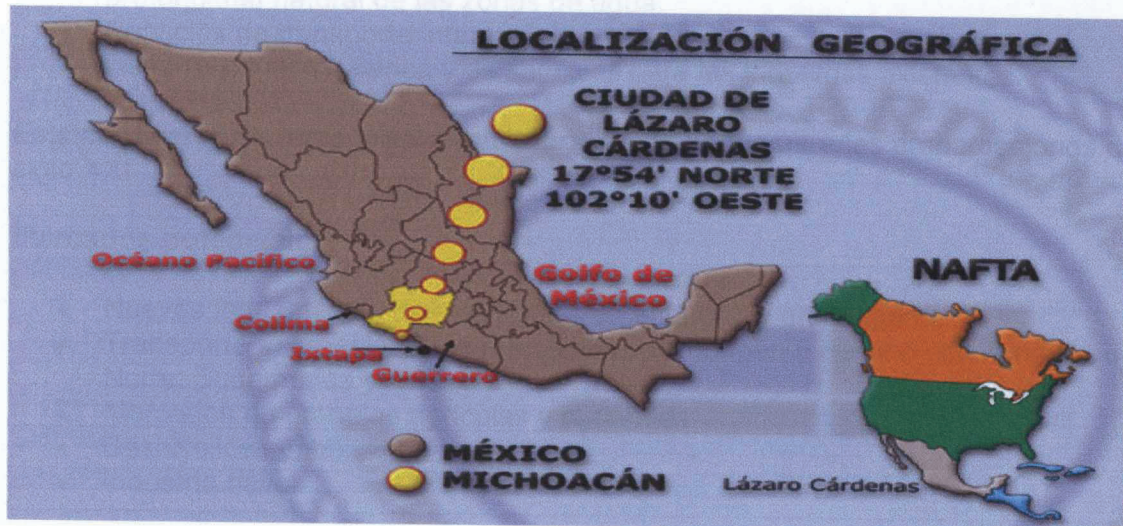 LOCALIZACIÓN GEOGRÁFICA
CIUDAD DE
LÁZARO
CÁRDENAS
17°54' NORTE
102°10' OESTE
Océano Pacífico
Golfo de
México
NAFTA
Colima
Ixtapa
Guerrero
MÉXICO
MICHOACÁN
Lázaro Cárdenas